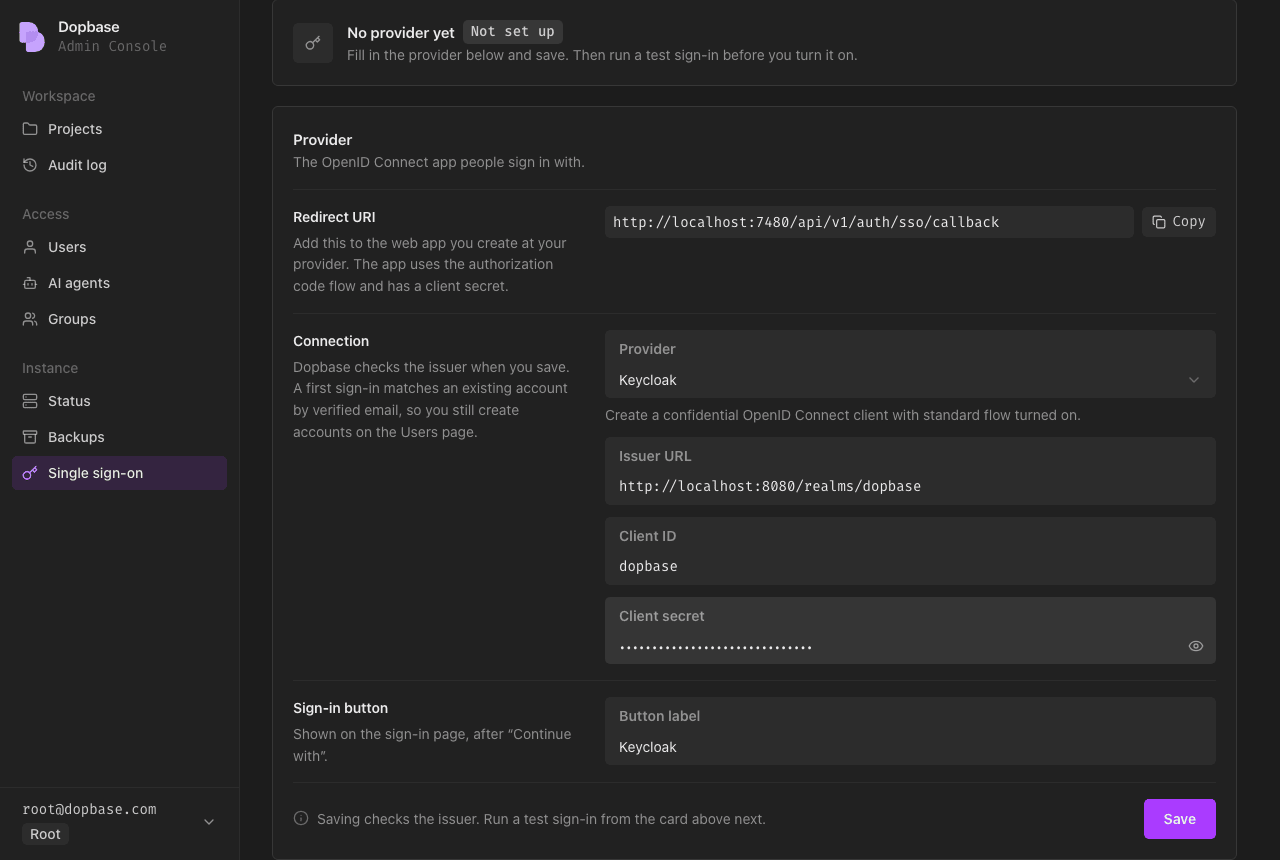 Dopbase
Admin Console
Workspace
Projects
Audit log
Access
Users
AI agents
Groups
Instance
Status
Backups
Single sign-on
root@dopbase.com
Root
No provider yet Not set up
Fill in the provider below and save. Then run a test sign-in before you turn it on.
Provider
The OpenID Connect app people sign in with.
Redirect URI
Add this to the web app you create at your
provider. The app uses the authorization
code flow and has a client secret.
http://localhost:7480/api/v1/auth/sso/callback
Copy
Connection
Dopbase checks the issuer when you save.
A first sign-in matches an existing account
by verified email, so you still create
accounts on the Users page.
Provider
Keycloak
Create a confidential OpenID Connect client with standard flow turned on.
Issuer URL
http://localhost:8080/realms/dopbase
Client ID
dopbase
Client secret
••••••••••••••••••••••••••••••
Sign-in button
Shown on the sign-in page, after “Continue
with”.
Button label
Keycloak
Saving checks the issuer. Run a test sign-in from the card above next.
Save